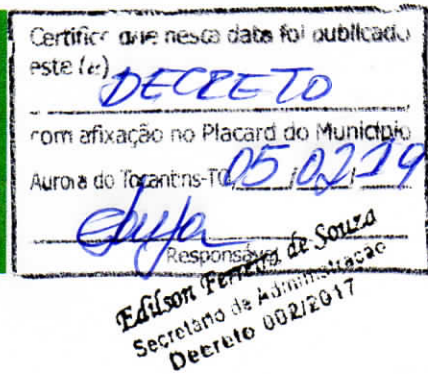 Certifico que nesta data foi publicado
este (a) DECRETO
com afixação no Placard do Município
Aurora do Tocantins-TO 05/02/19
Responsável
Edilson Ferreira de Souza
Secretário de Administração
Decreto 002/2017